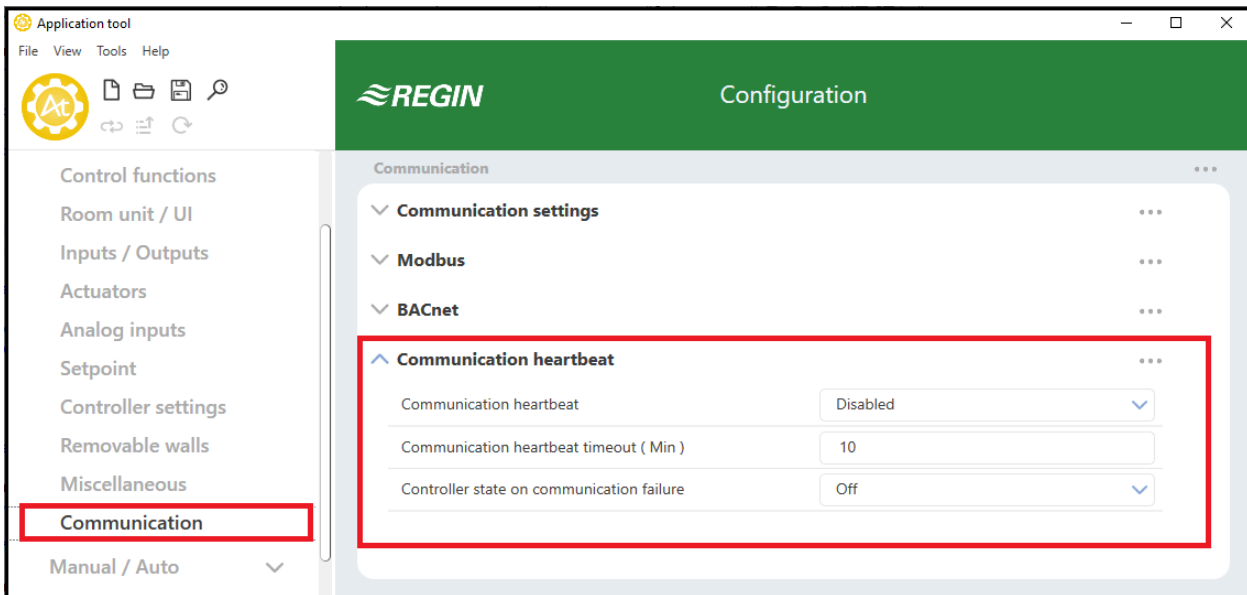 Application tool
File View Tools Help
At
REGIN
Configuration
Control functions
Room unit / UI
Inputs / Outputs
Actuators
Analog inputs
Setpoint
Controller settings
Removable walls
Miscellaneous
Communication
Manual / Auto
Communication
Communication settings
Modbus
BACnet
Communication heartbeat
Communication heartbeat Disabled
Communication heartbeat timeout ( Min ) 10
Controller state on communication failure Off